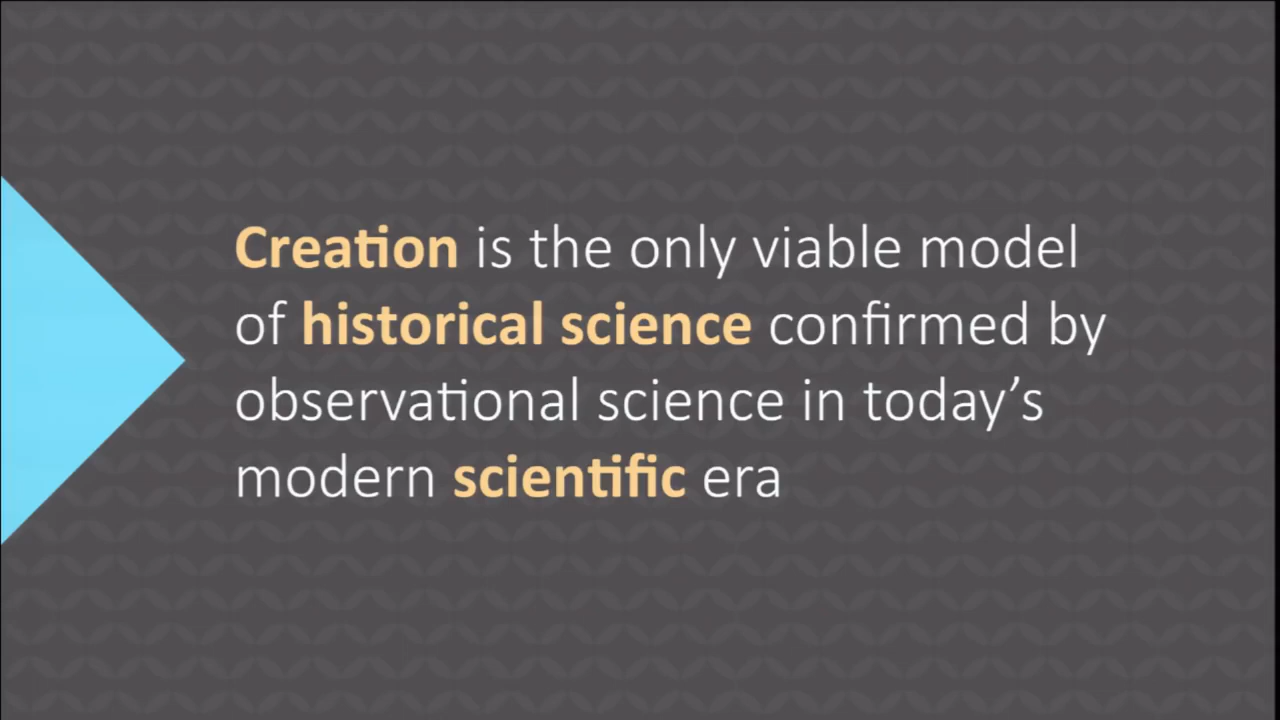 Creation is the only viable model
of historical science confirmed by
observational science in today’s
modern scientific era